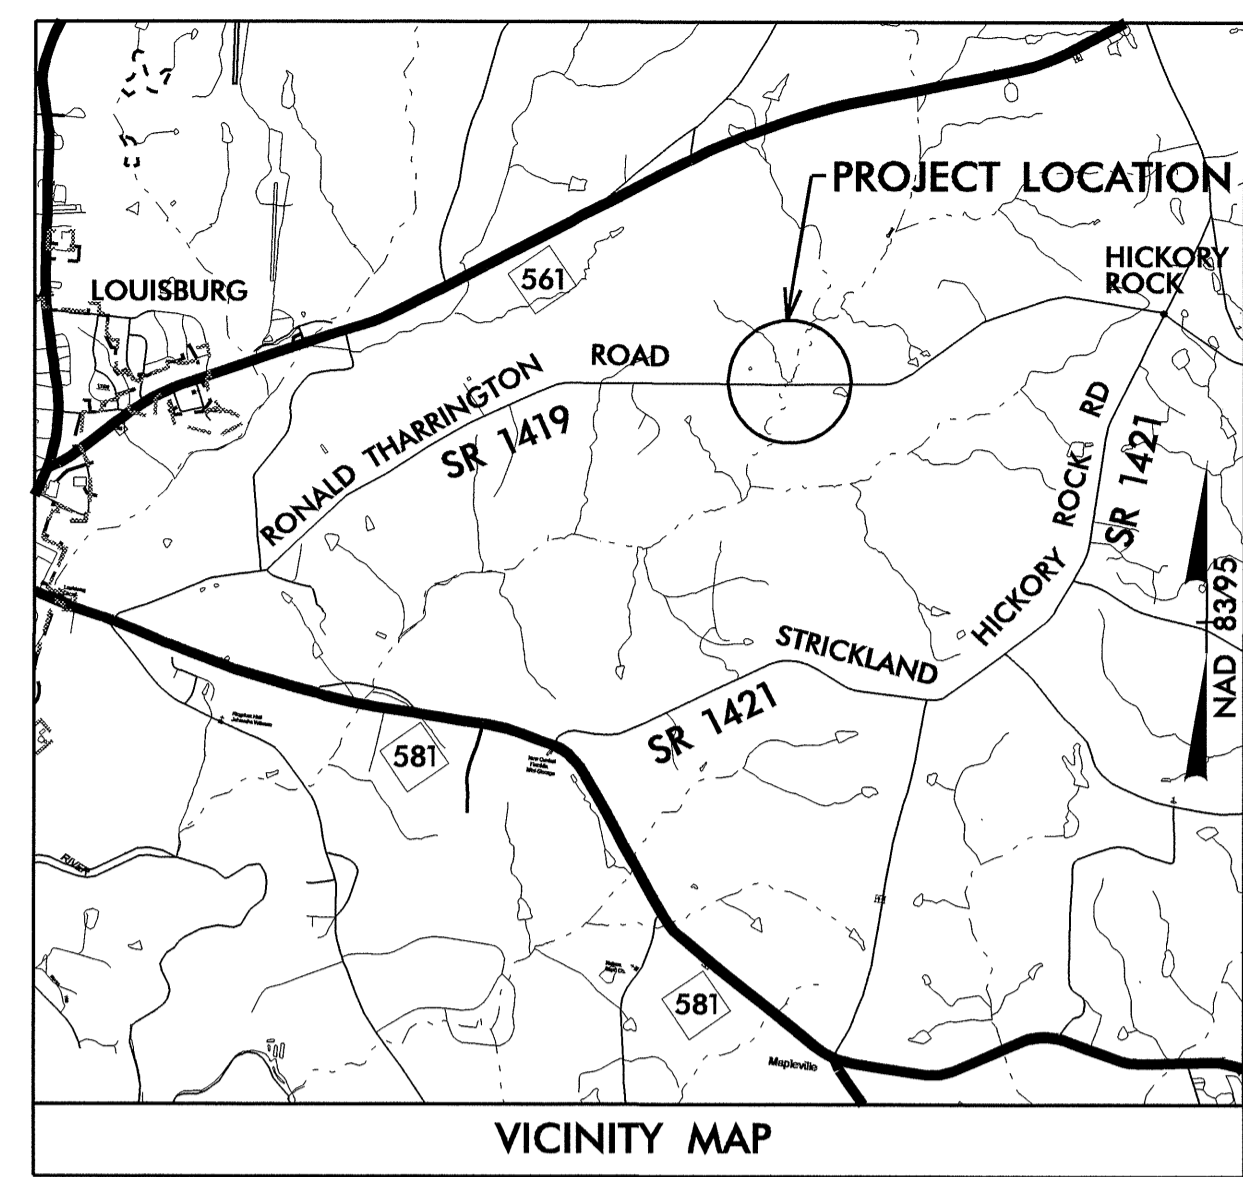 PROJECT LOCATION
HICKORY
ROCK
561
LOUISBURG
ROAD
RONALD THARRINGTON
SR 1419
HICKORY ROCK RD
SR 1421
NAD 83/95
STRICKLAND
SR 1421
581
RIVER
581
Mapleville
VICINITY MAP